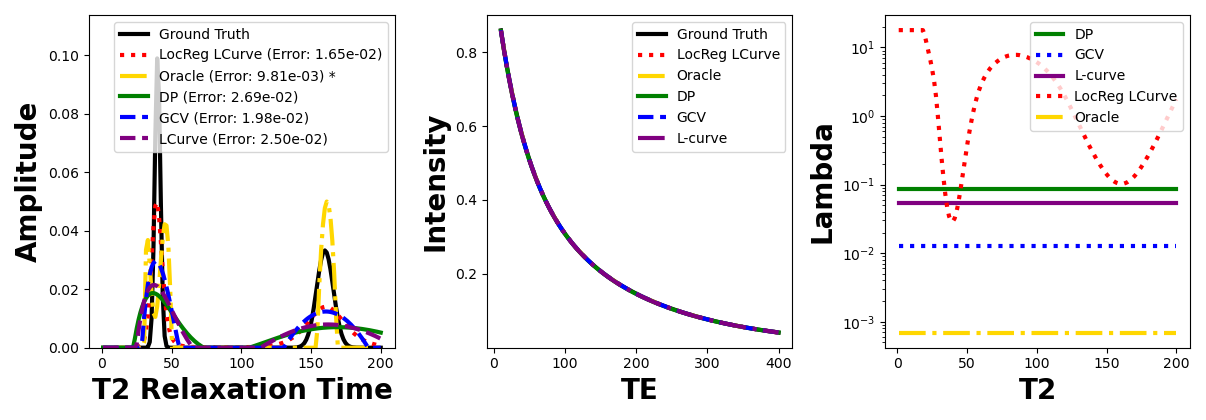 Amplitude
0.10
0.08
0.06
0.04
0.02
0.00
Ground Truth
LocReg LCurve (Error: 1.65e-02)
Oracle (Error: 9.81e-03) *
DP (Error: 2.69e-02)
GCV (Error: 1.98e-02)
LCurve (Error: 2.50e-02)
0 50 100 150 200
T2 Relaxation Time
Intensity
0.8
0.6
0.4
0.2
Ground Truth
LocReg LCurve
Oracle
DP
GCV
L-curve
0 100 200 300 400
TE
Lambda
10¹
10⁰
10⁻¹
10⁻²
10⁻³
DP
GCV
L-curve
LocReg LCurve
Oracle
0 50 100 150 200
T2